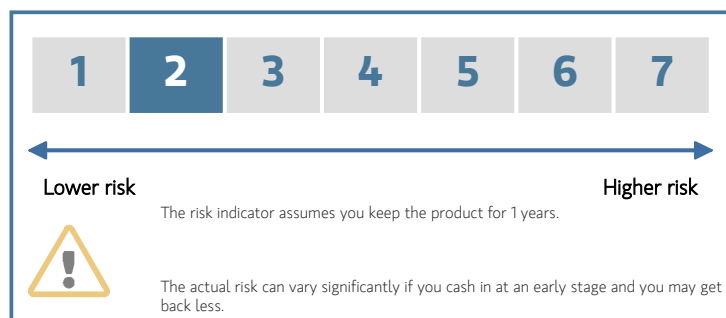 1 2 3 4 5 6 7
Lower risk Higher risk
The risk indicator assumes you keep the product for 1 years.
!
The actual risk can vary significantly if you cash in at an early stage and you may get
back less.